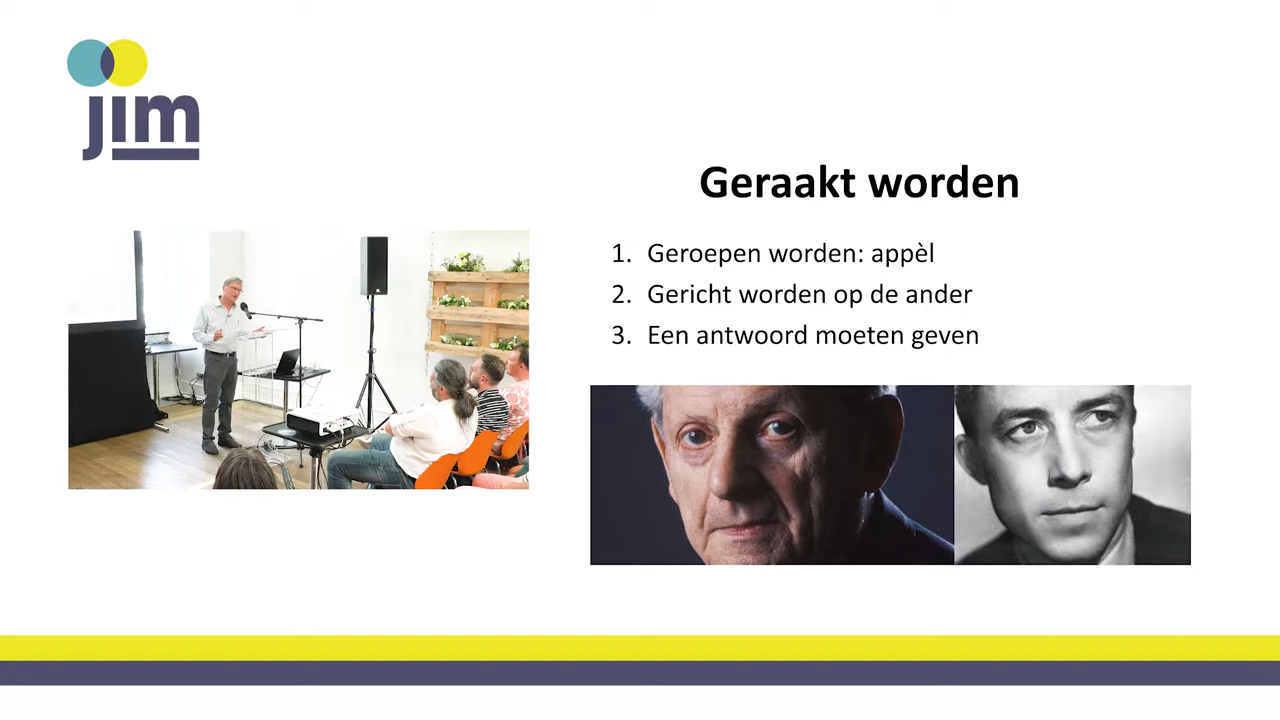 jim
Geraakt worden
1. Geroepen worden: appèl
2. Gericht worden op de ander
3. Een antwoord moeten geven